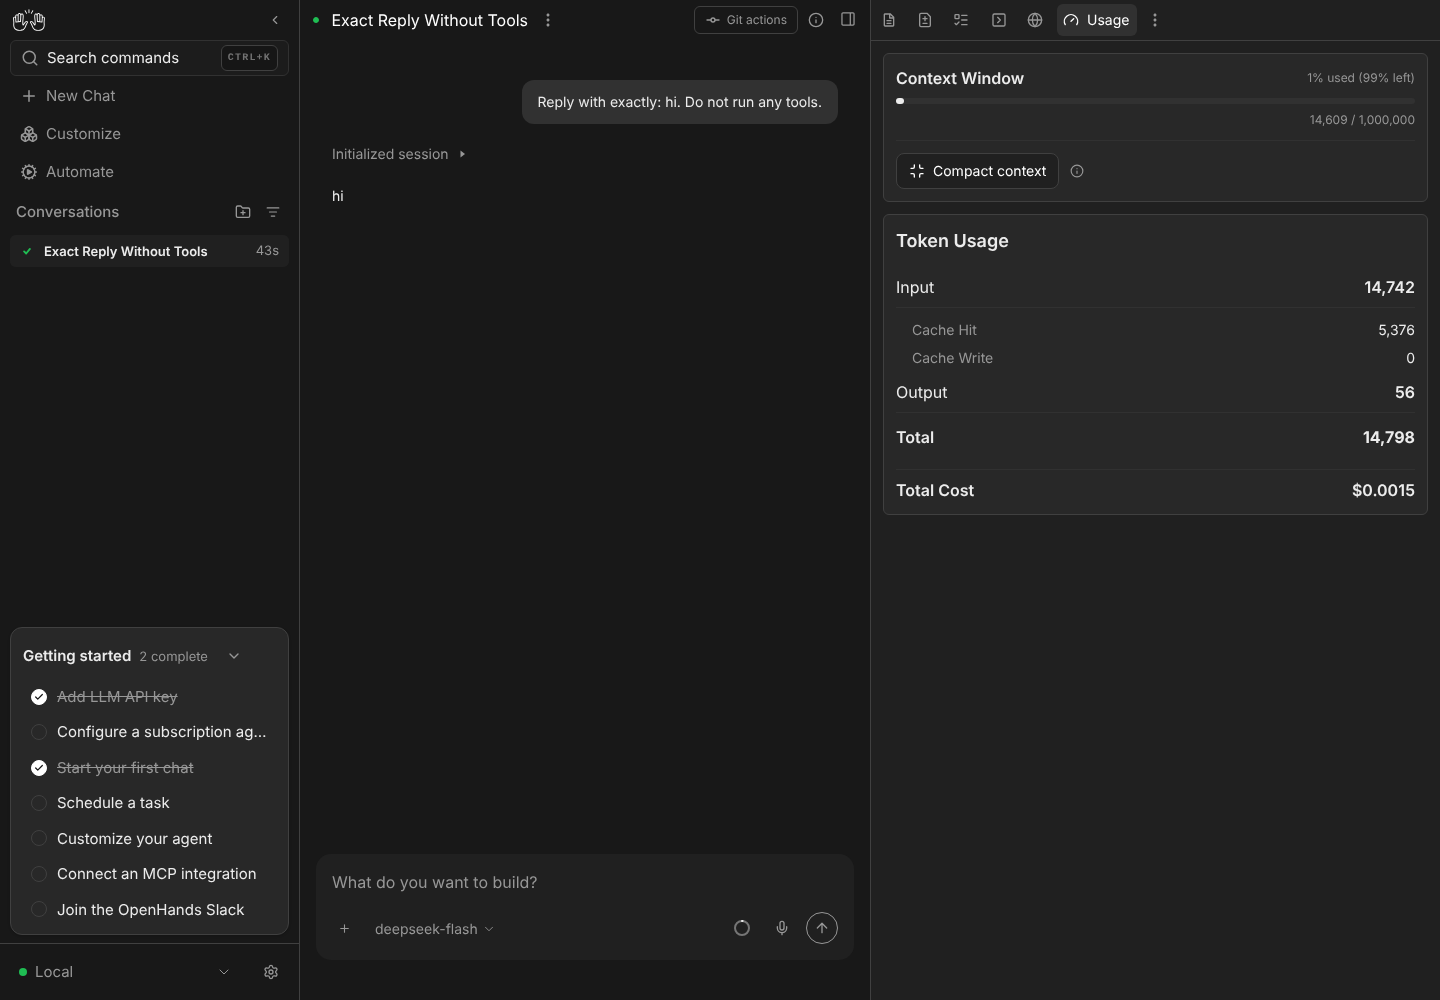 Search commands CTRL+K
New Chat
Customize
Automate
Conversations
Exact Reply Without Tools 43s
Getting started 2 complete
Add LLM API key
Configure a subscription ag...
Start your first chat
Schedule a task
Customize your agent
Connect an MCP integration
Join the OpenHands Slack
Local
Exact Reply Without Tools
Git actions
Reply with exactly: hi. Do not run any tools.
Initialized session
hi
What do you want to build?
deepseek-flash
Usage
Context Window 1% used (99% left)
14,609 / 1,000,000
Compact context
Token Usage
Input 14,742
Cache Hit 5,376
Cache Write 0
Output 56
Total 14,798
Total Cost $0.0015